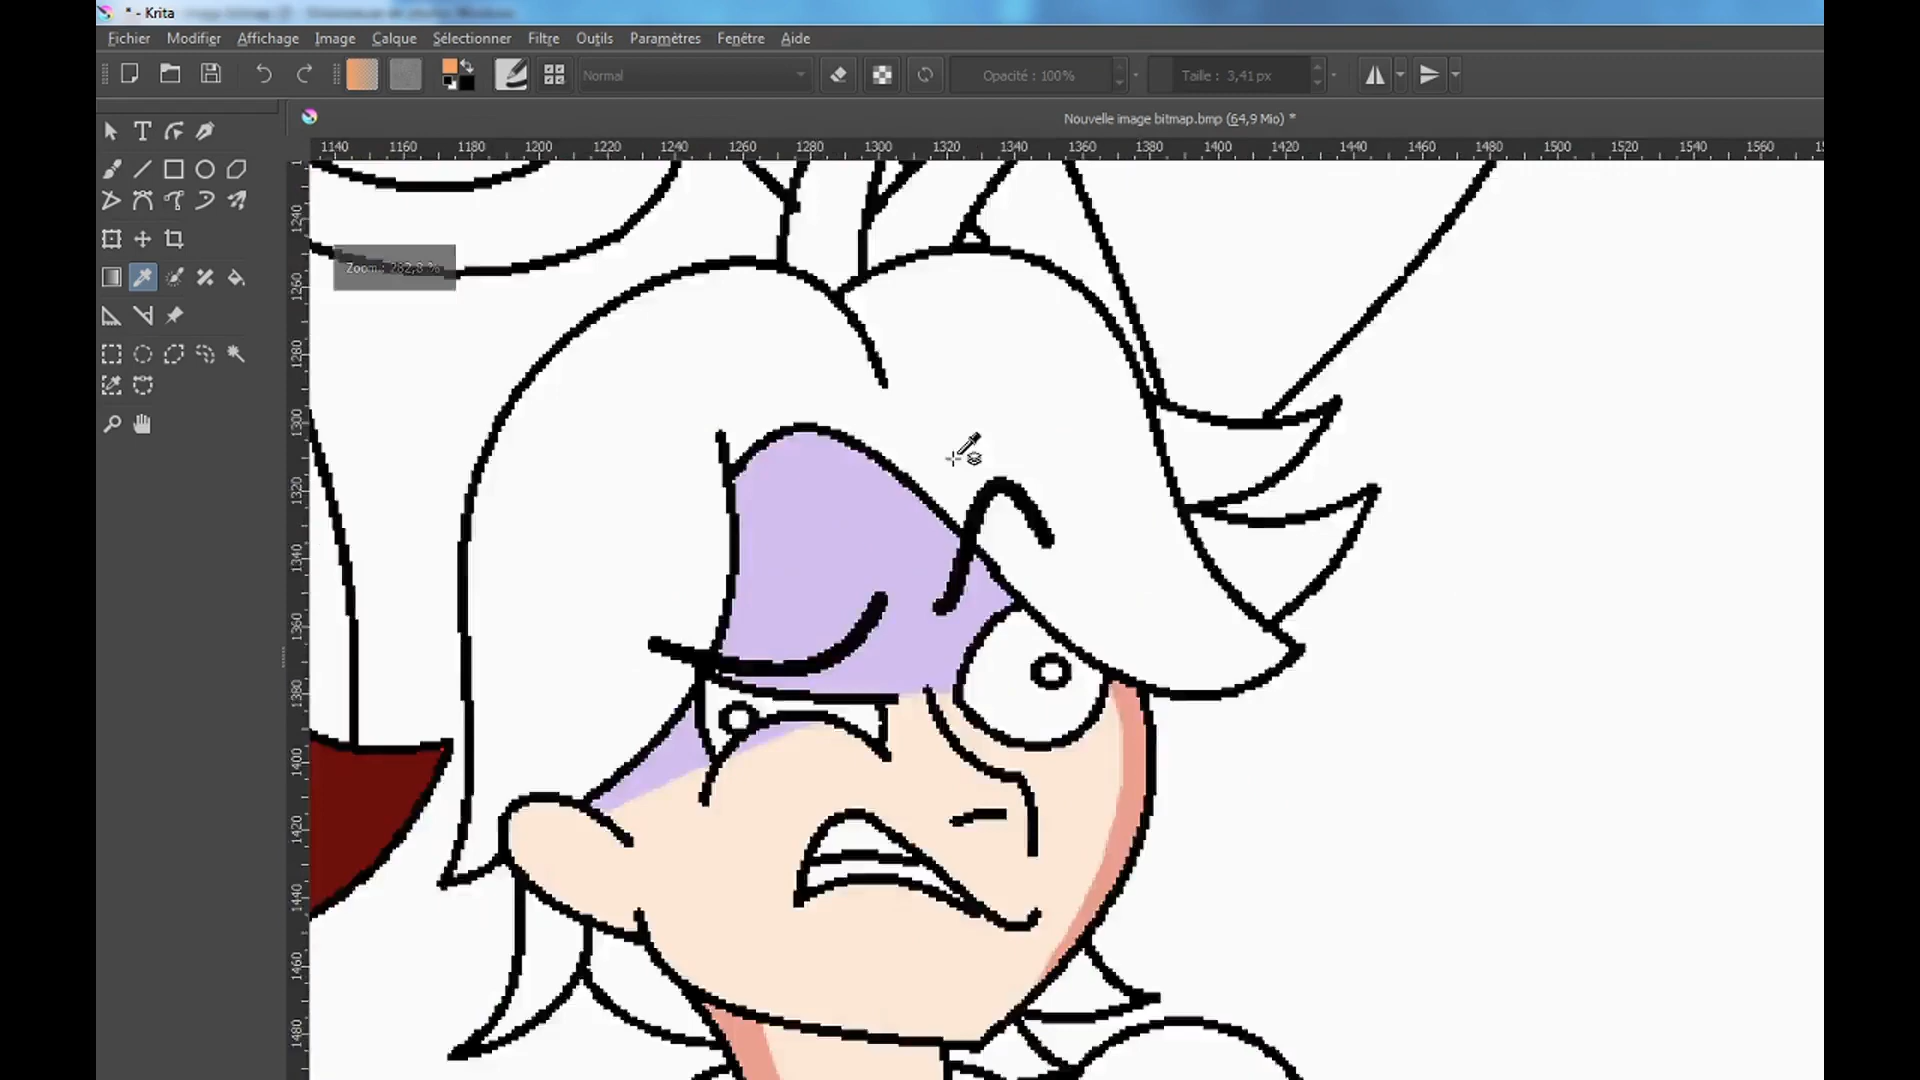 * - Krita
Fichier Modifier Affichage Image Calque Sélectionner Filtre Outils Paramètres Fenêtre Aide
Normal Opacité : 100% Taille : 3,41 px
Nouvelle image bitmap.bmp (64,9 Mio) *
1140 1160 1180 1200 1220 1240 1260 1280 1300 1320 1340 1360 1380 1400 1420 1440 1460 1480 1500 1520 1540 1560
Zoom :
1240
1260
1280
1300
1320
1340
1360
1380
1400
1420
1440
1460
1480